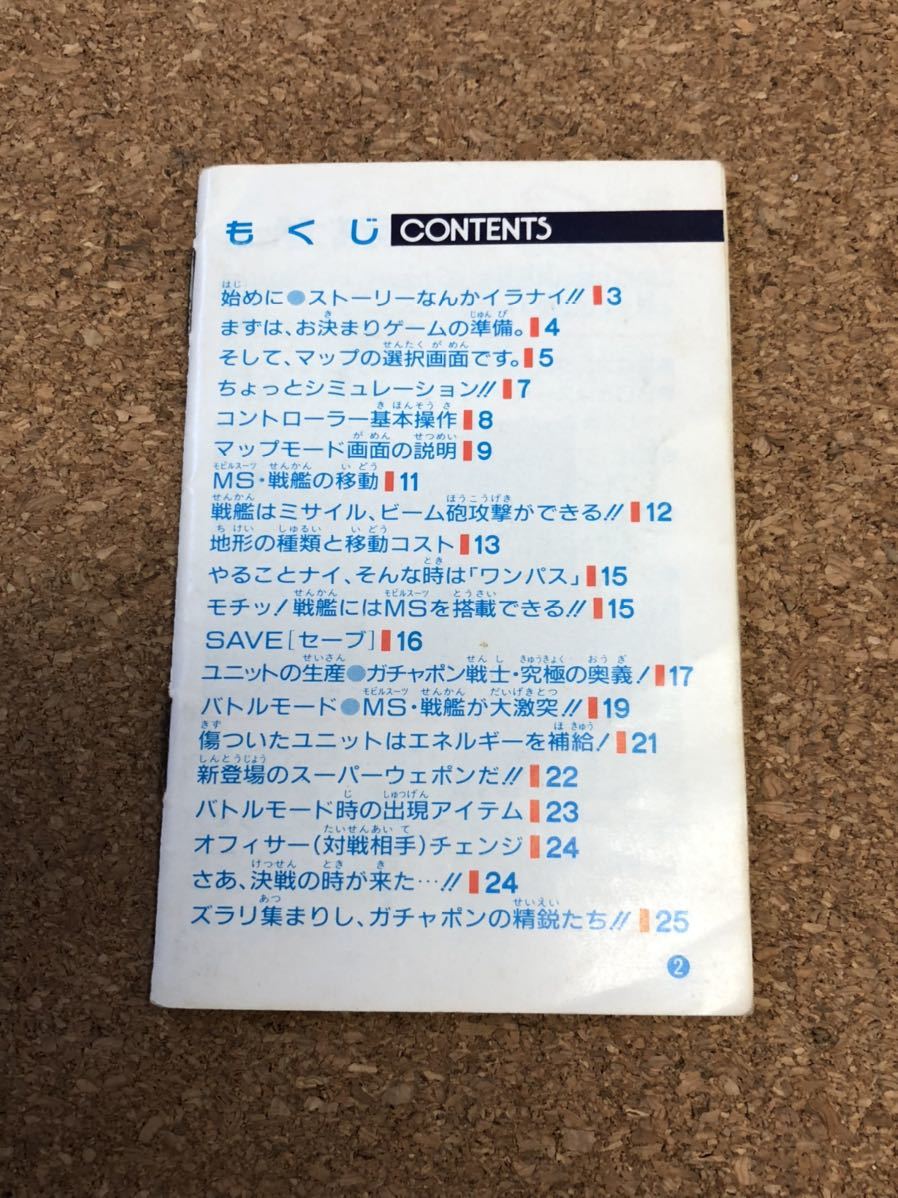 もくじ CONTENTS
始めに●ストーリーなんかイラナイ!! 3
まずは、お決まりゲームの準備。4
そして、マップの選択画面です。5
ちょっとシミュレーション!! 7
コントローラー基本操作 8
マップモード画面の説明 9
MS・戦艦の移動 11
戦艦はミサイル、ビーム砲攻撃ができる!! 12
地形の種類と移動コスト 13
やることナイ、そんな時は「ワンパス」 15
モチッ!戦艦にはMSを搭載できる!! 15
SAVE[セーブ] 16
ユニットの生産●ガチャポン戦士・究極の奥義! 17
バトルモード●MS・戦艦が大激突!! 19
傷ついたユニットはエネルギーを補給! 21
新登場のスーパーウェポンだ!! 22
バトルモード時の出現アイテム 23
オフィサー(対戦相手)チェンジ 24
さあ、決戦の時が来た…!! 24
ズラリ集まりし、ガチャポンの精鋭たち!! 25
2